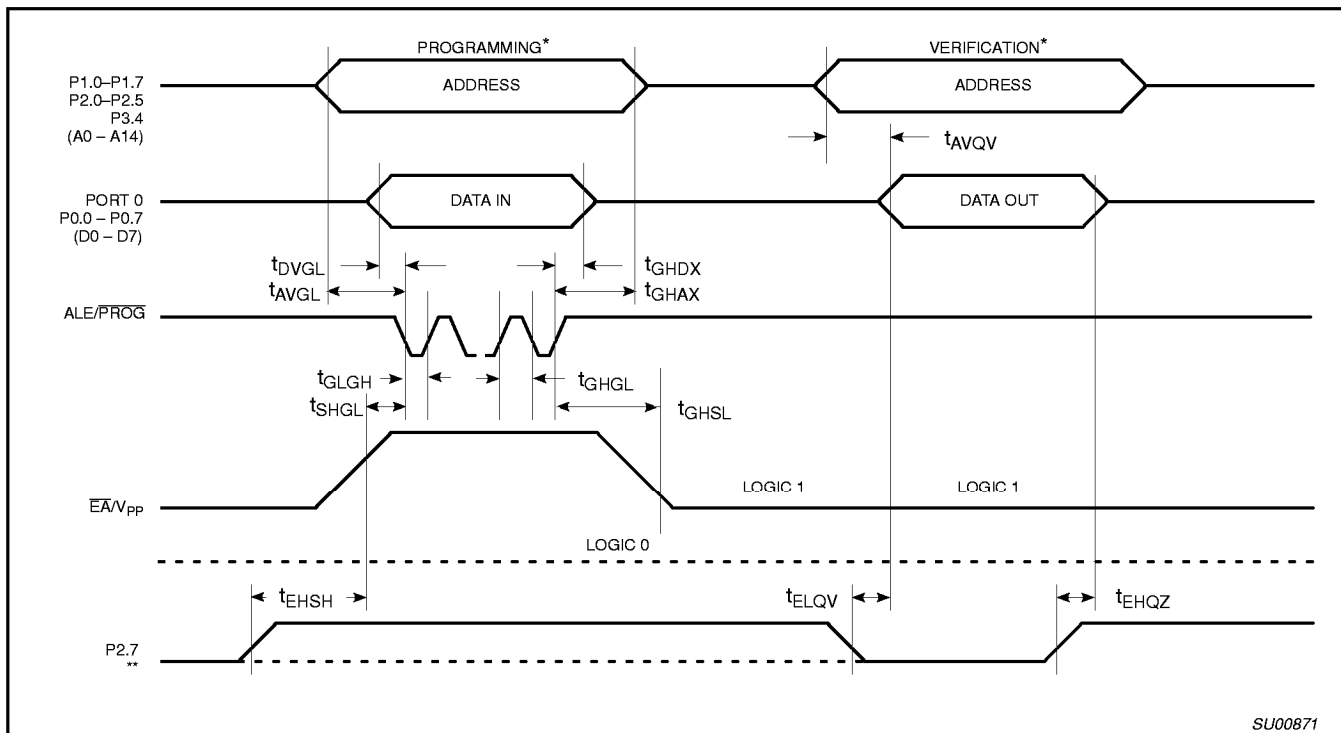 PROGRAMMING*
VERIFICATION*
P1.0–P1.7
P2.0–P2.5
P3.4
(A0 – A14)
ADDRESS
ADDRESS
tAVQV
PORT 0
P0.0 – P0.7
(D0 – D7)
DATA IN
DATA OUT
tDVGL
tGHDX
tAVGL
tGHAX
ALE/PROG
tGLGH
tGHGL
tSHGL
tGHSL
EA/VPP
LOGIC 1
LOGIC 1
LOGIC 0
tEHSH
tELQV
tEHQZ
P2.7
**
SU00871